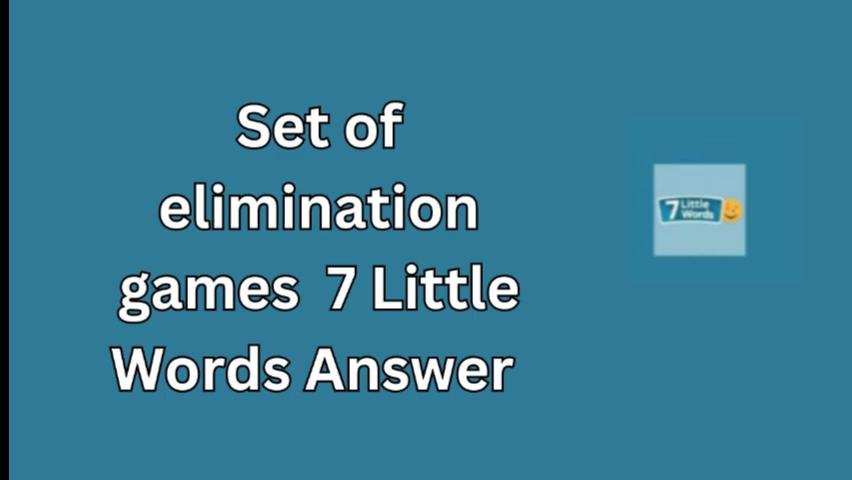 Set of
elimination
games 7 Little
Words Answer
7 Little
Words